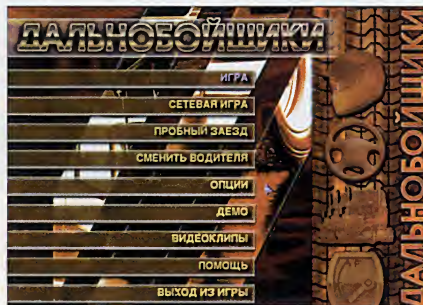 ДАЛЬНОБОЙЩИКИ
ИГРА
СЕТЕВАЯ ИГРА
ПРОБНЫЙ ЗАЕЗД
СМЕНИТЬ ВОДИТЕЛЯ
ОПЦИИ
ДЕМО
ВИДЕОКЛИПЫ
ПОМОЩЬ
ВЫХОД ИЗ ИГРЫ
ДАЛЬНОБОЙЩИКИ